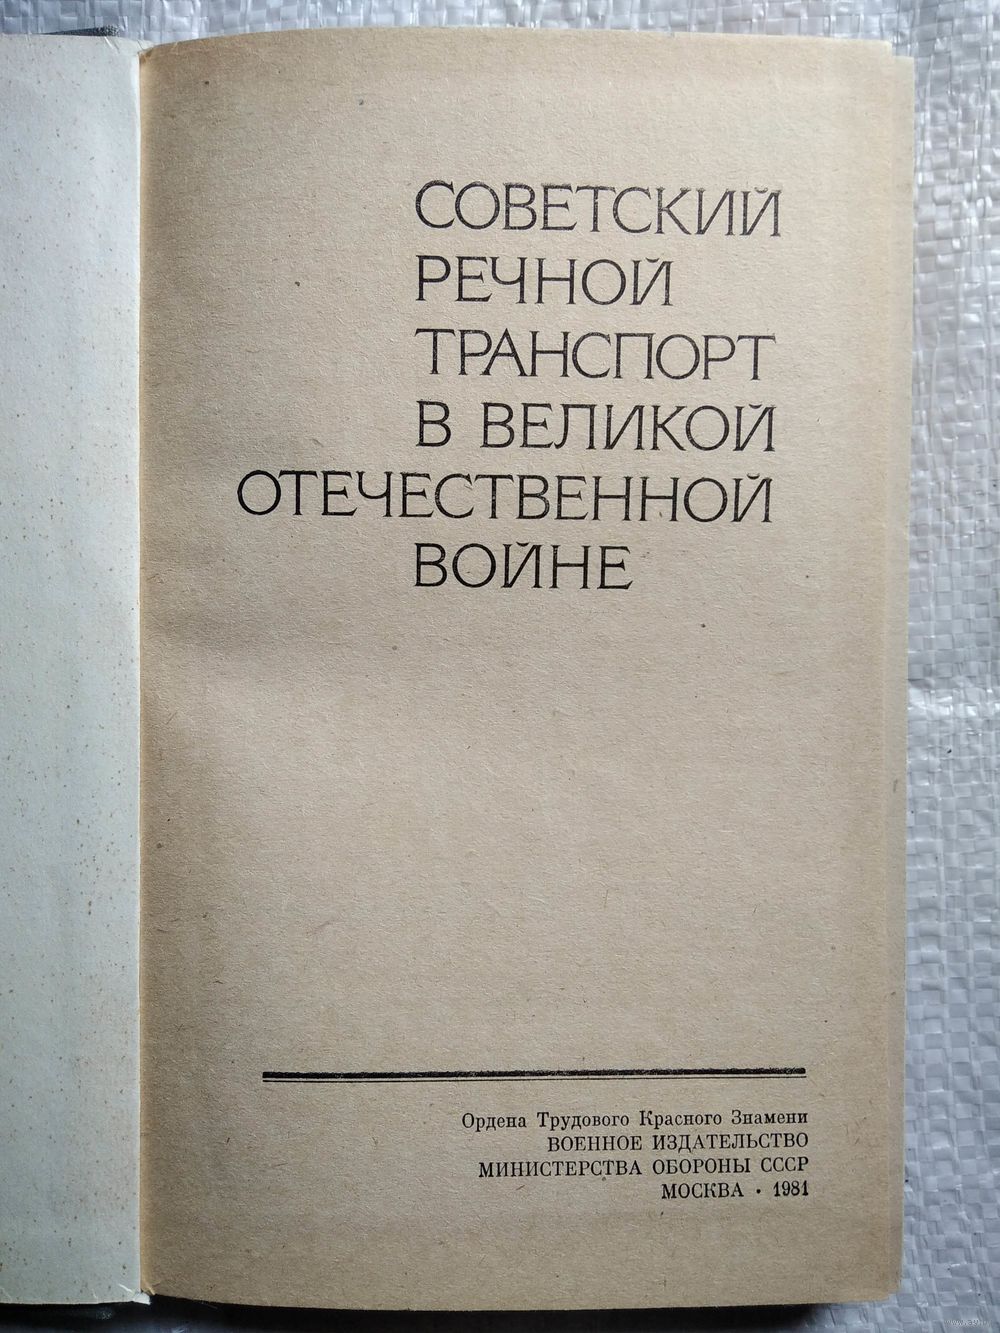 СОВЕТСКИЙ
РЕЧНОЙ
ТРАНСПОРТ
В ВЕЛИКОЙ
ОТЕЧЕСТВЕННОЙ
ВОЙНЕ
Ордена Трудового Красного Знамени
ВОЕННОЕ ИЗДАТЕЛЬСТВО
МИНИСТЕРСТВА ОБОРОНЫ СССР
МОСКВА · 1981